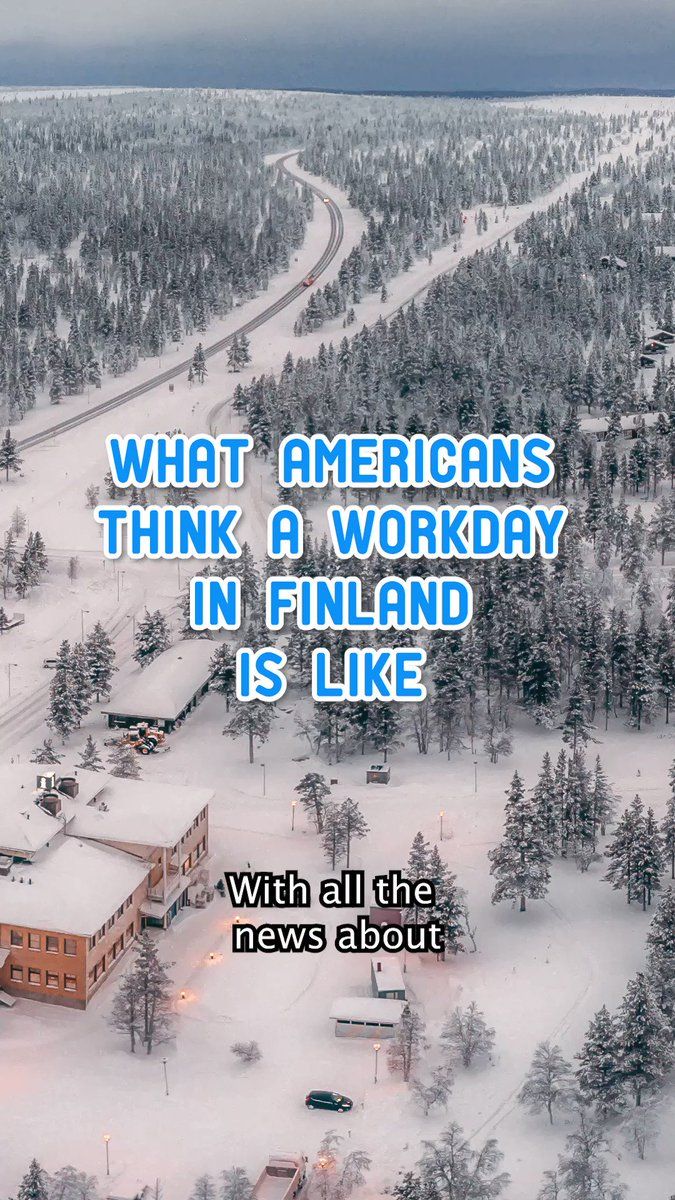 WHAT AMERICANS
THINK A WORKDAY
IN FINLAND
IS LIKE
With all the
news about